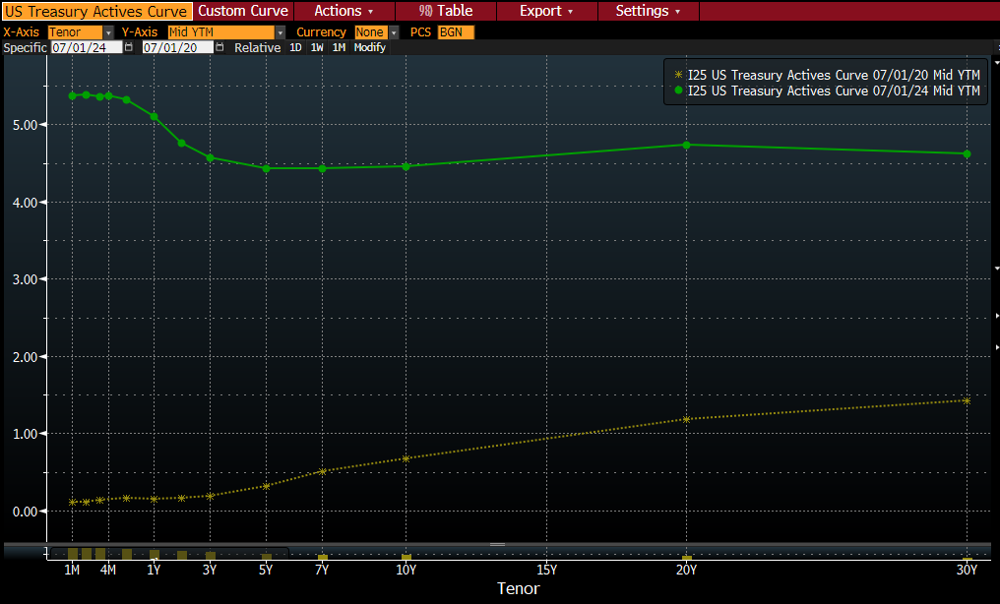 US Treasury Actives Curve Custom Curve Actions Table Export Settings
X-Axis Tenor Y-Axis Mid YTM Currency None PCS BGN
Specific 07/01/24 07/01/20 Relative 1D 1W 1M Modify
I25 US Treasury Actives Curve 07/01/20 Mid YTM
I25 US Treasury Actives Curve 07/01/24 Mid YTM
5.00
4.00
3.00
2.00
1.00
0.00
1M 4M 1Y 3Y 5Y 7Y 10Y 15Y 20Y 30Y
Tenor